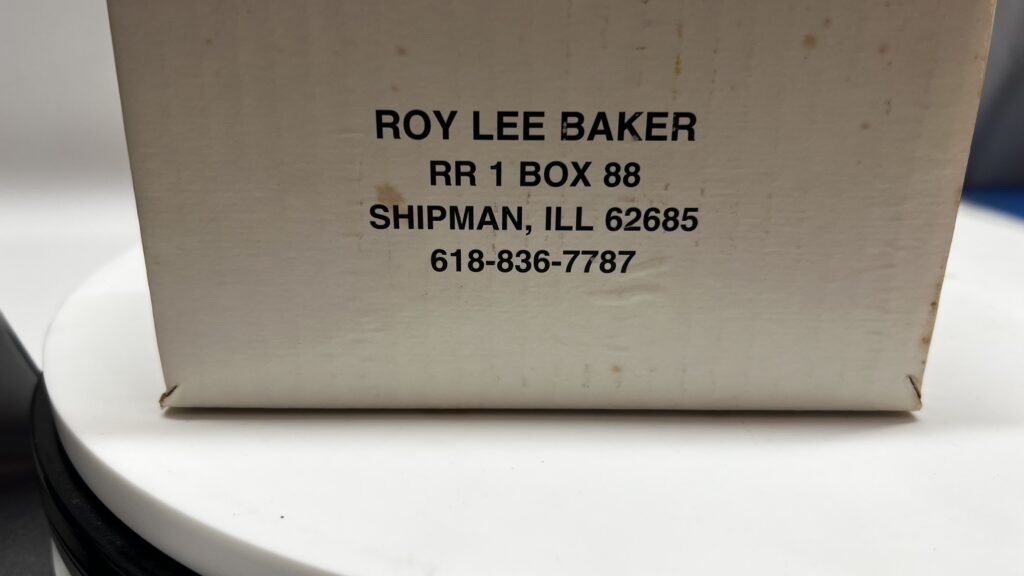 ROY LEE BAKER
RR 1 BOX 88
SHIPMAN, ILL 62685
618-836-7787